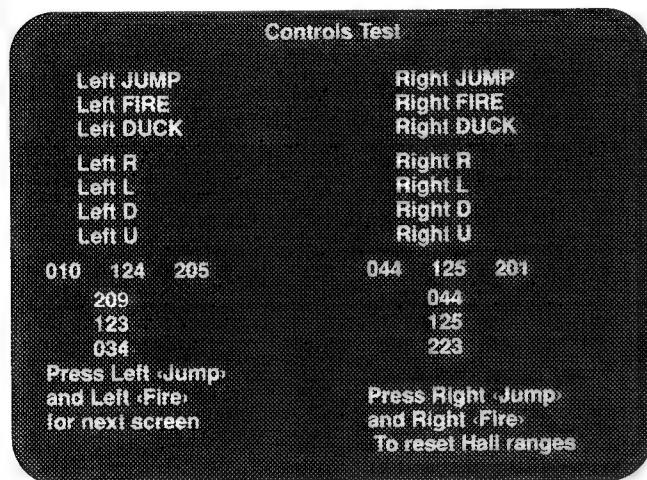 Controls Test
Left JUMP
Left FIRE
Left DUCK
Left R
Left L
Left D
Left U
010 124 205
209
123
034
Press Left ‹Jump›
and Left ‹Fire›
for next screen
Right JUMP
Right FIRE
Right DUCK
Right R
Right L
Right D
Right U
044 125 201
044
125
223
Press Right ‹Jump›
and Right ‹Fire›
To reset Hall ranges